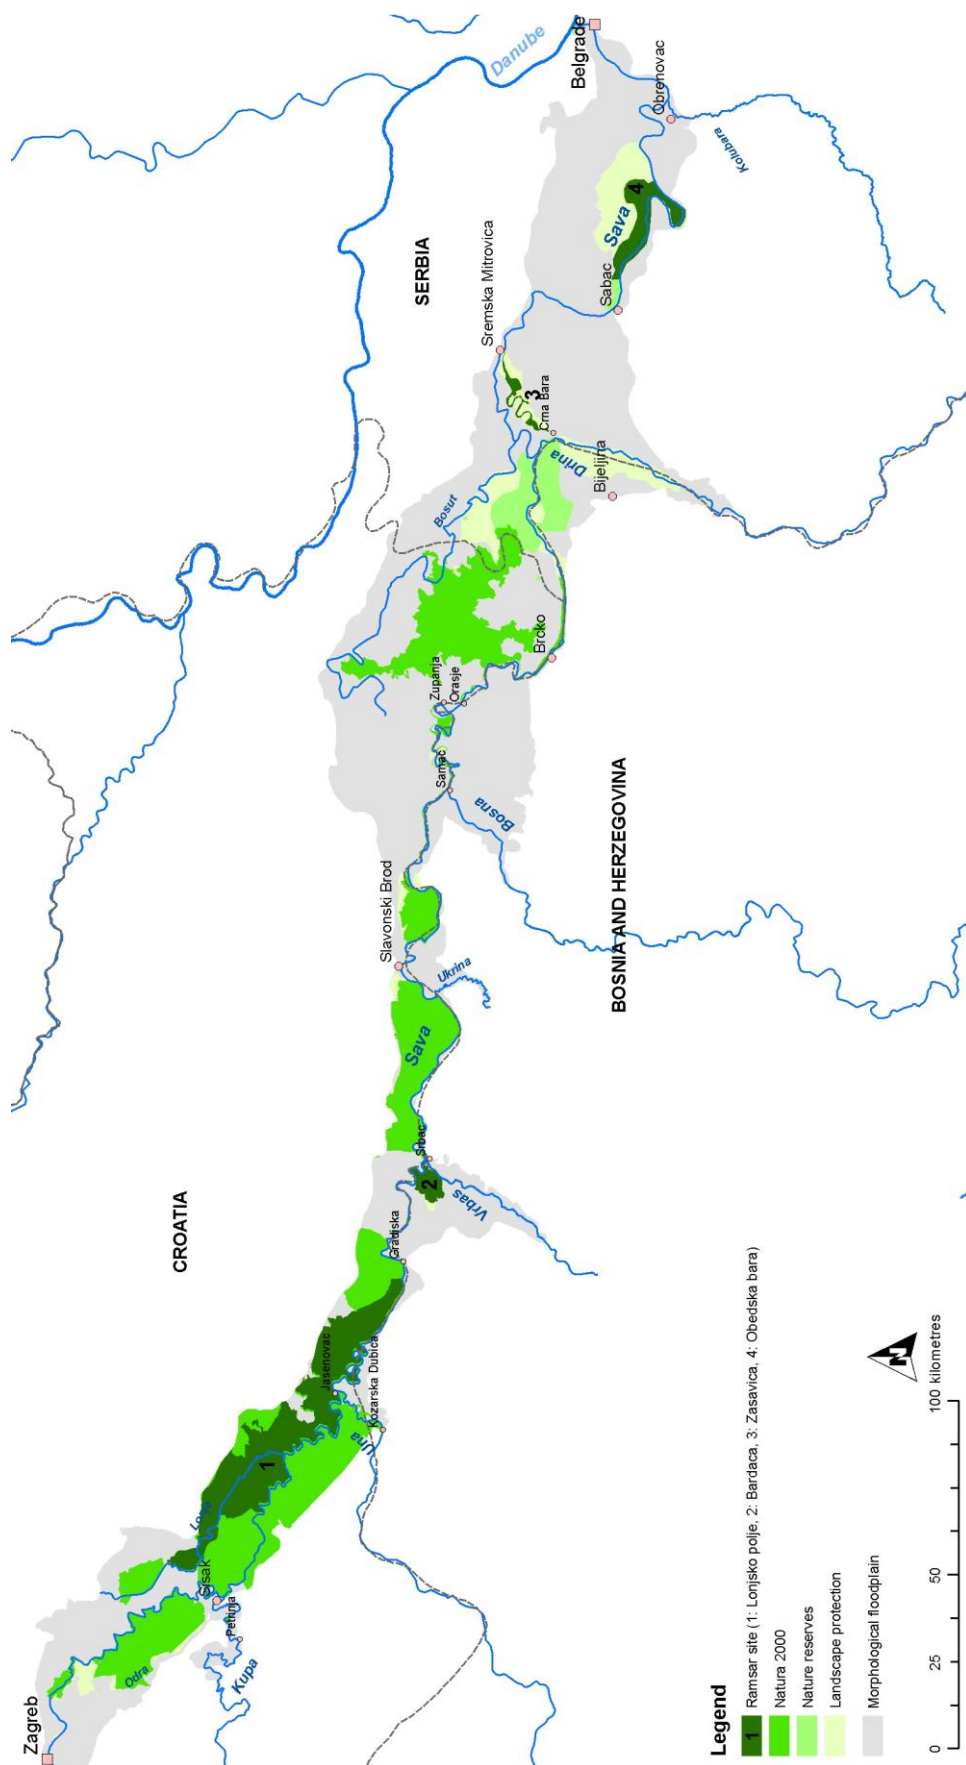 Zagreb
Odra
Kupa
Petrinja
Sisak
Lonja
1
Jasenovac
Una
Kozarska Dubica
CROATIA
Gradiska
2
Vrbas
Srbac
Sava
Ukrina
Slavonski Brod
BOSNIA AND HERZEGOVINA
Bosna
Samac
Zupanja
Orasje
Brcko
Bosut
Bijeljina
Drina
Crna Bara
3
Sremska Mitrovica
SERBIA
Sabac
Sava
4
Obrenovac
Kolubara
Danube
Belgrade
Legend
1 Ramsar site (1: Lonjsko polje, 2: Bardaca, 3: Zasavica, 4: Obedska bara)
Natura 2000
Nature reserves
Landscape protection
Morphological floodplain
0 25 50 100 kilometres
N